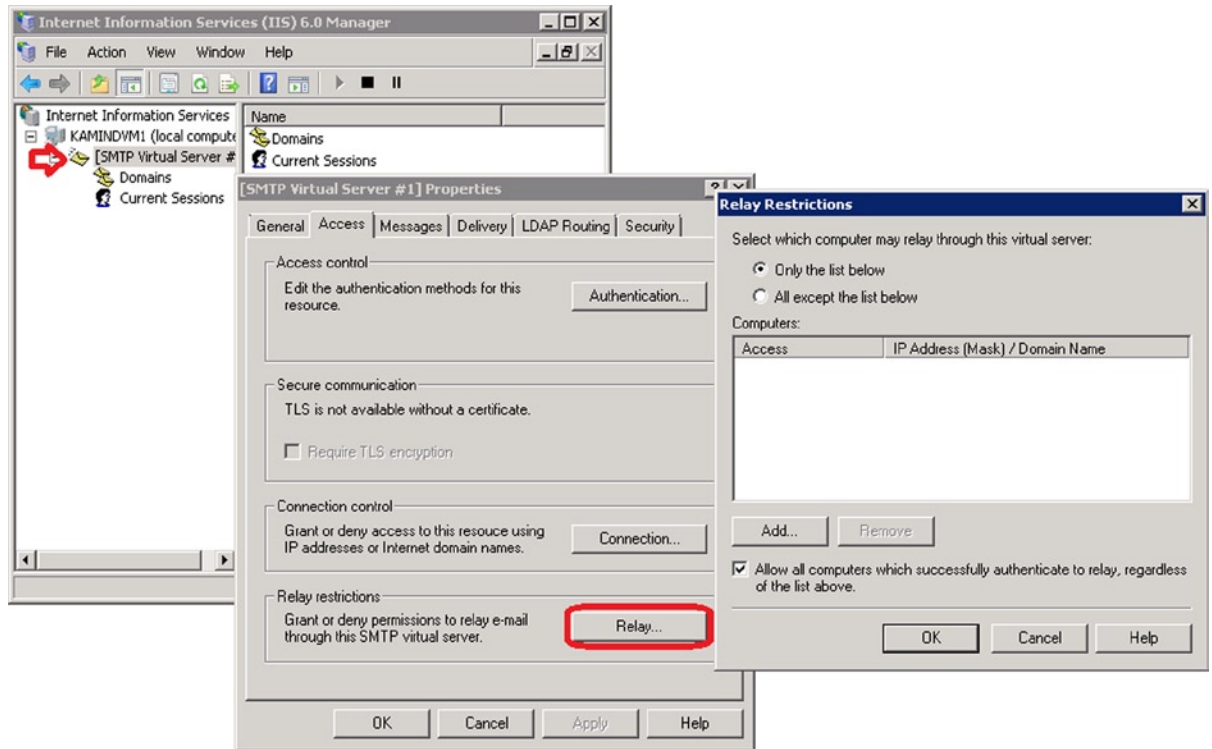 Internet Information Services (IIS) 6.0 Manager
File Action View Window Help
Internet Information Services
KAMINDVM1 (local compute
[SMTP Virtual Server #
Domains
Current Sessions
Name
Domains
Current Sessions
[SMTP Virtual Server #1] Properties
General Access Messages Delivery LDAP Routing Security
Access control
Edit the authentication methods for this
resource.
Authentication...
Secure communication
TLS is not available without a certificate.
Require TLS encryption
Connection control
Grant or deny access to this resouce using
IP addresses or Internet domain names.
Connection...
Relay restrictions
Grant or deny permissions to relay e-mail
through this SMTP virtual server.
Relay...
OK Cancel Apply Help
Relay Restrictions
Select which computer may relay through this virtual server:
Only the list below
All except the list below
Computers:
Access IP Address (Mask) / Domain Name
Add... Remove
Allow all computers which successfully authenticate to relay, regardless
of the list above.
OK Cancel Help